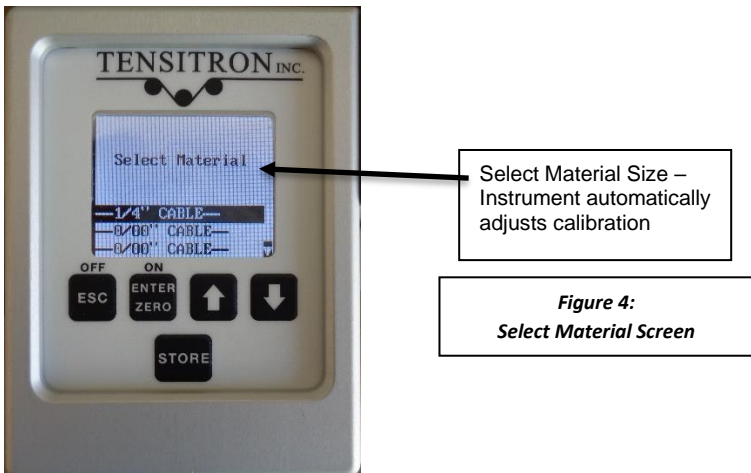 TENSITRON INC.
Select Material
1/4" CABLE
0/00" CABLE
0/00" CABLE
OFF ON
ESC
ENTER
ZERO
STORE
Select Material Size –
Instrument automatically
adjusts calibration
Figure 4:
Select Material Screen